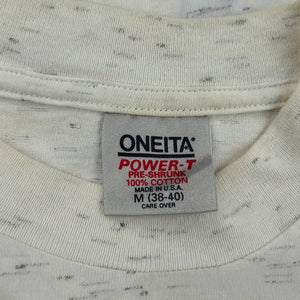 ONEITA®
POWER-T
PRE-SHRUNK
100% COTTON
MADE IN U.S.A.
M (38-40)
CARE OVER